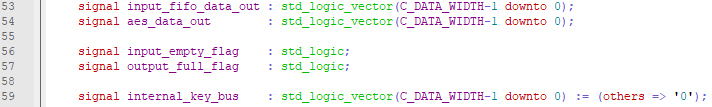 53 signal input_fifo_data_out : std_logic_vector(C_DATA_WIDTH-1 downto 0);
54 signal aes_data_out : std_logic_vector(C_DATA_WIDTH-1 downto 0);
55
56 signal input_empty_flag : std_logic;
57 signal output_full_flag : std_logic;
58
59 signal internal_key_bus : std_logic_vector(C_DATA_WIDTH-1 downto 0) := (others => '0');